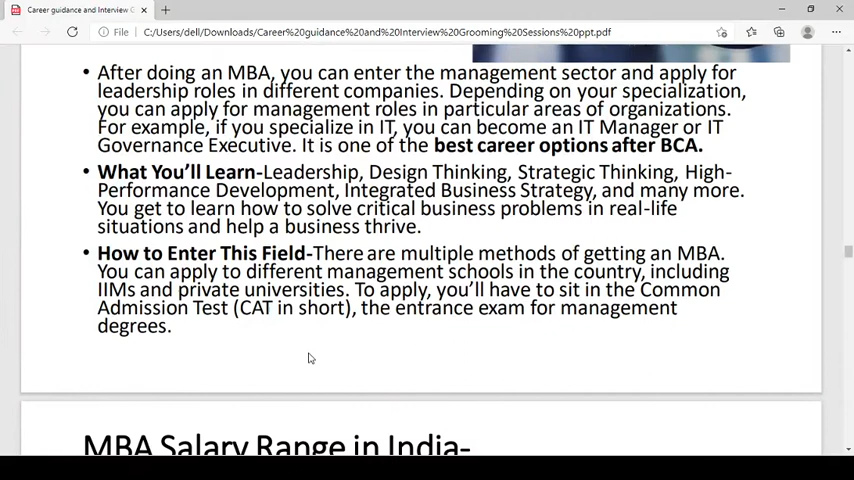 Career guidance and Interview G
File
C:/Users/dell/Downloads/Career%20guidance%20and%20Interview%20Grooming%20Sessions%20ppt.pdf
• After doing an MBA, you can enter the management sector and apply for
leadership roles in different companies. Depending on your specialization,
you can apply for management roles in particular areas of organizations.
For example, if you specialize in IT, you can become an IT Manager or IT
Governance Executive. It is one of the best career options after BCA.
• What You'll Learn-Leadership, Design Thinking, Strategic Thinking, High-
Performance Development, Integrated Business Strategy, and many more.
You get to learn how to solve critical business problems in real-life
situations and help a business thrive.
• How to Enter This Field-There are multiple methods of getting an MBA.
You can apply to different management schools in the country, including
IIMs and private universities. To apply, you'll have to sit in the Common
Admission Test (CAT in short), the entrance exam for management
degrees.
MBA Salary Range in India-